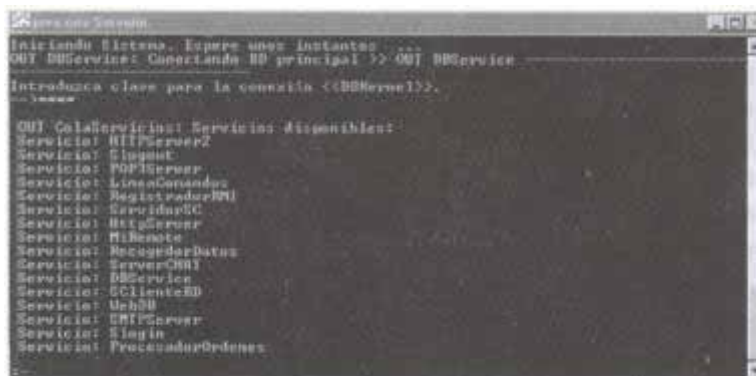 Iniciando Sistema. Espere unos instantes ...
OUT DBService: Conectando BD principal >> OUT DBService
Introduzca clave para la conexión <<DBKernel>>.
-->****
OUT ColaServicios: Servicios disponibles:
Servicio: HTTPServer2
Servicio: Slogout
Servicio: POP3Server
Servicio: LineaComandos
Servicio: RegistradorRMI
Servicio: ServidorSC
Servicio: HttpServer
Servicio: MiRemote
Servicio: RecogedorDatos
Servicio: ServerCHAT
Servicio: DBService
Servicio: SClienteBD
Servicio: WebDB
Servicio: SMTPServer
Servicio: Slogin
Servicio: ProcesadorOrdenes